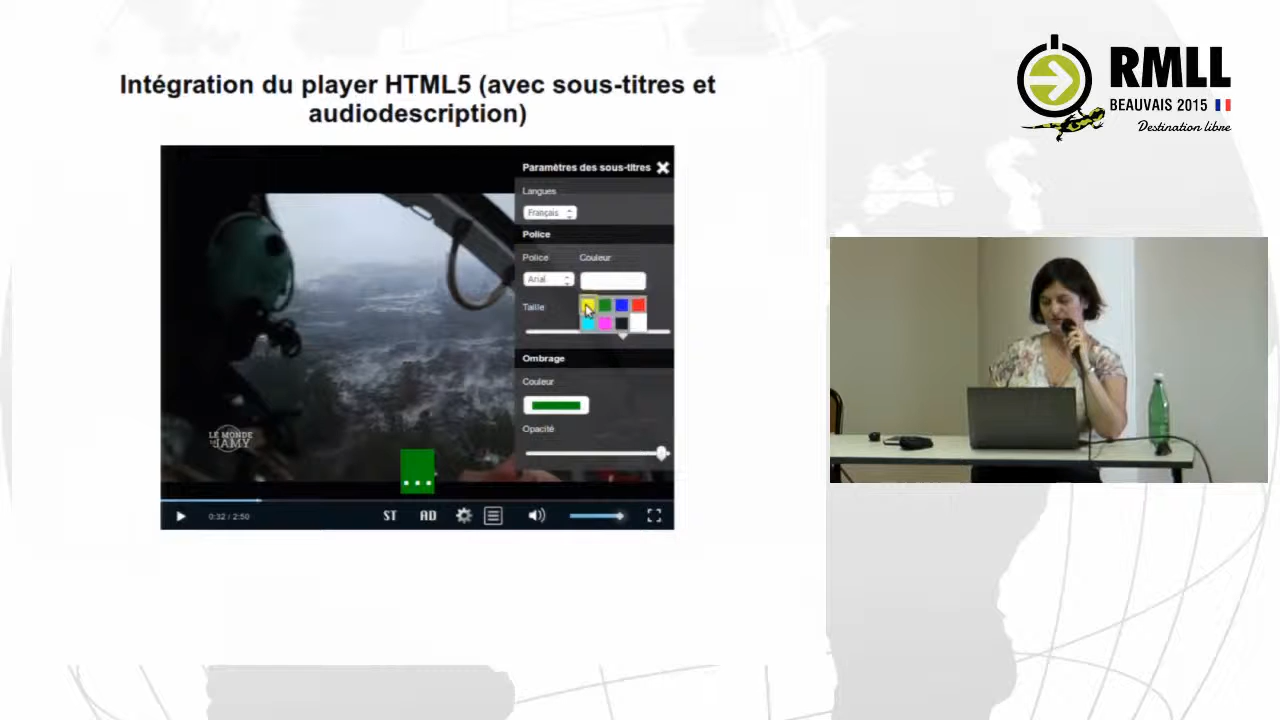 Intégration du player HTML5 (avec sous-titres et
audiodescription)
RMLL
BEAUVAIS 2015
Destination libre
Paramètres des sous-titres
Langues
Français
Police
Police Couleur
Arial
Taille
Ombrage
Couleur
Opacité
LE MONDE
JAMY
...
0:32 / 2:50
ST AD